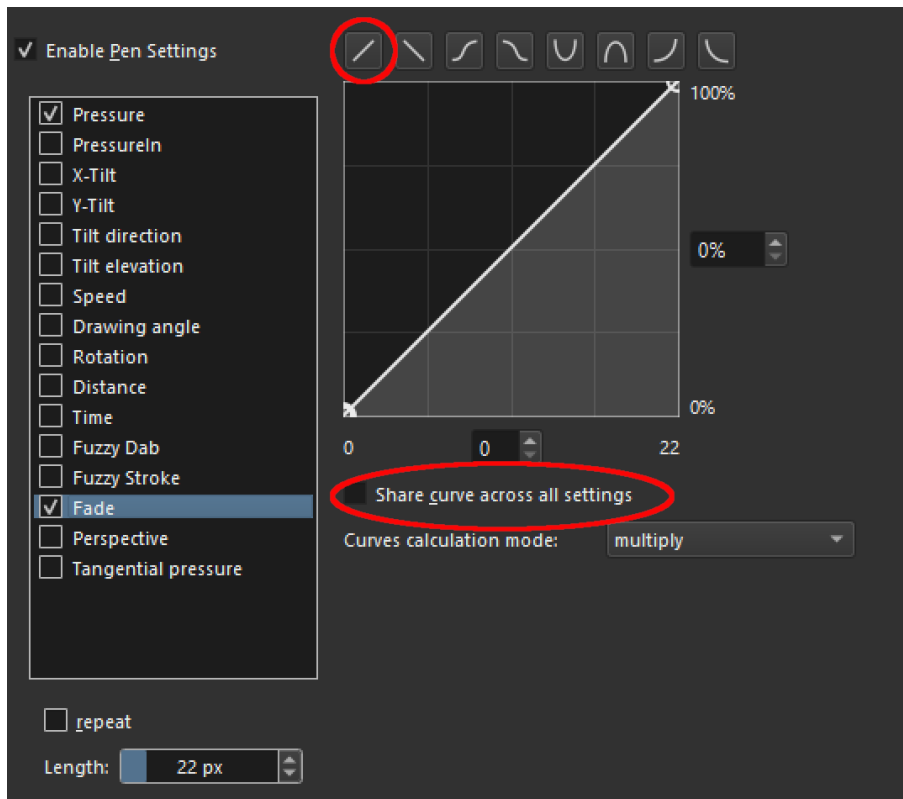 Enable Pen Settings
100%
Pressure
PressureIn
X-Tilt
Y-Tilt
Tilt direction
Tilt elevation
0%
Speed
Drawing angle
Rotation
Distance
Time
0%
Fuzzy Dab
0 0 22
Fuzzy Stroke
Share curve across all settings
Fade
Perspective
Curves calculation mode: multiply
Tangential pressure
repeat
Length: 22 px